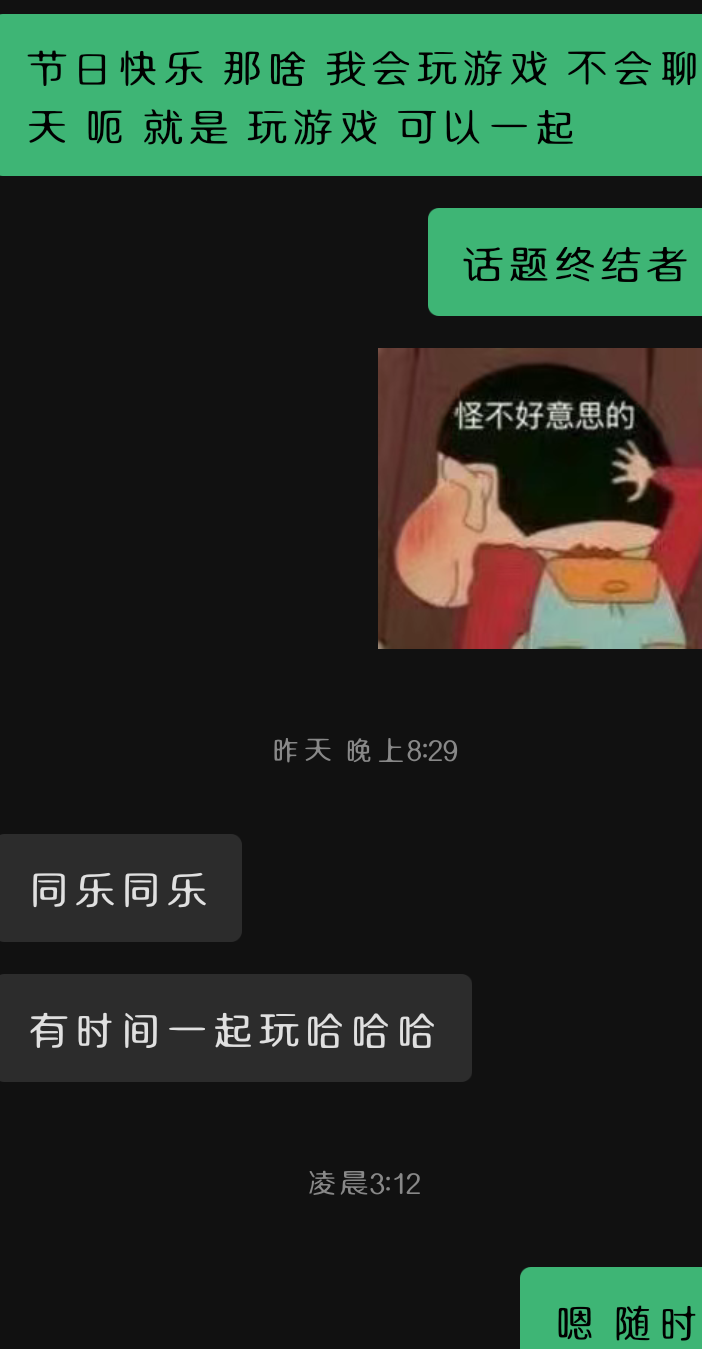 节日快乐 那啥 我会玩游戏 不会聊
天 呃 就是 玩游戏 可以一起
话题终结者
怪不好意思的
昨天 晚上8:29
同乐同乐
有时间一起玩哈哈哈
凌晨3:12
嗯 随时